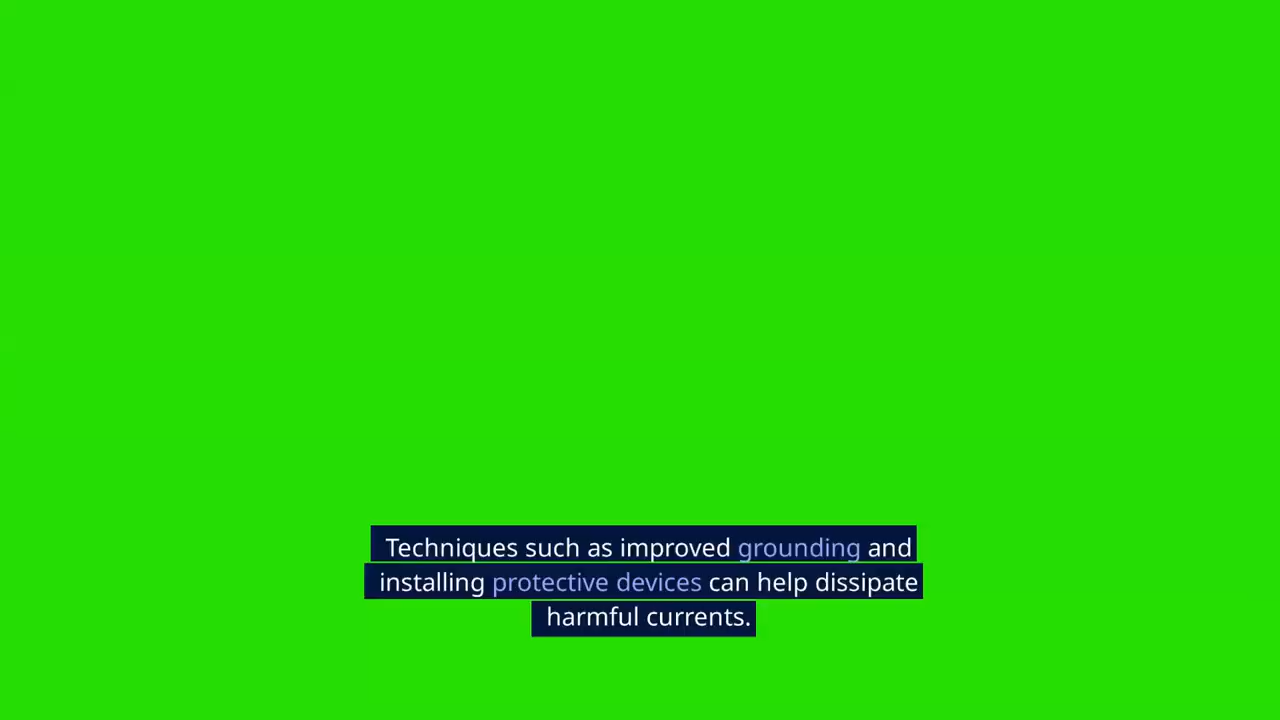 Techniques such as improved grounding and
installing protective devices can help dissipate
harmful currents.